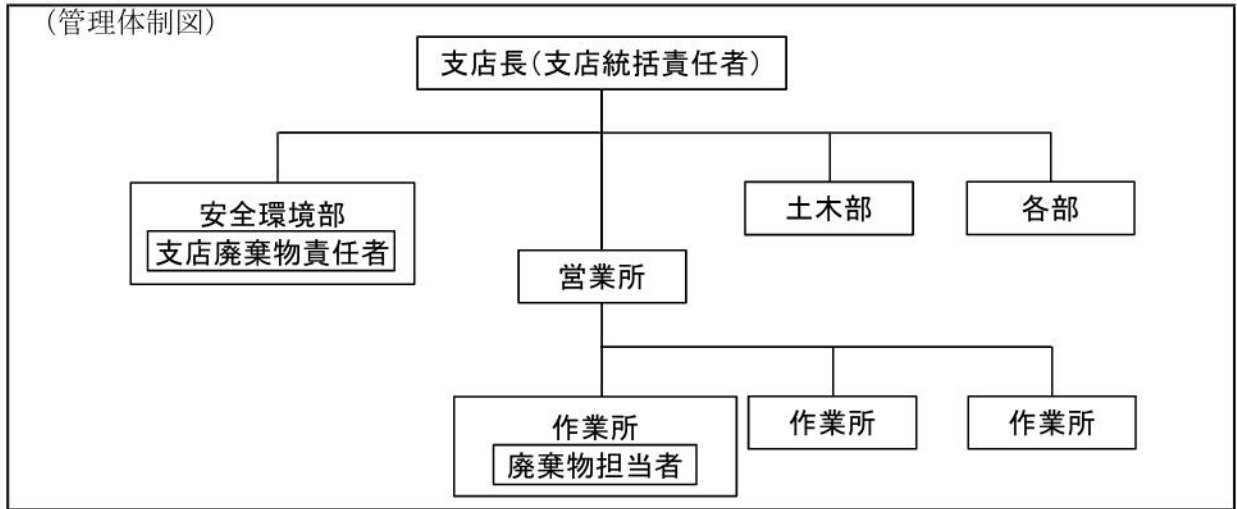 (管理体制図)
支店長(支店統括責任者)
安全環境部
支店廃棄物責任者
土木部
各部
営業所
作業所
廃棄物担当者
作業所
作業所